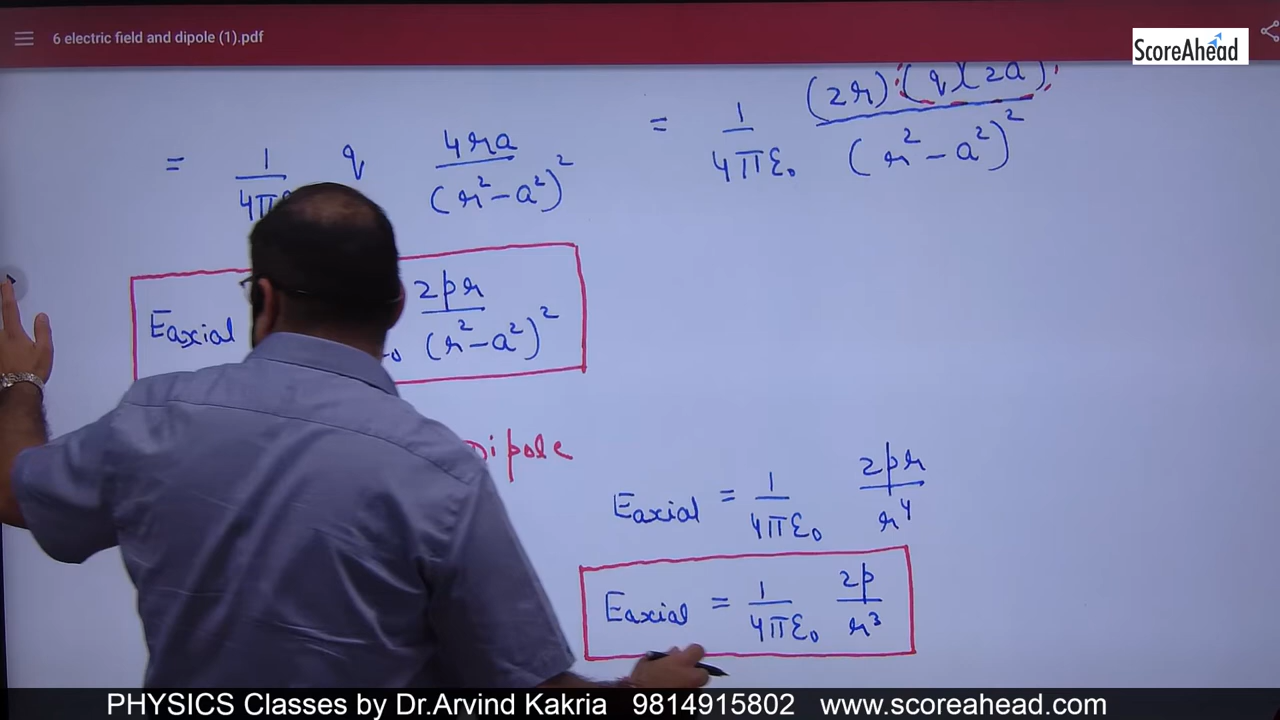 6 electric field and dipole (1).pdf
ScoreAhead
= 1/4π q 4ra/(r²-a²)²
= 1/4πε₀ (2r)(q)(2a)/(r²-a²)²
Eaxial 2pr/(r²-a²)²
Dipole
Eaxial = 1/4πε₀ 2pr/r⁴
Eaxial = 1/4πε₀ 2p/r³
PHYSICS Classes by Dr.Arvind Kakria 9814915802 www.scoreahead.com